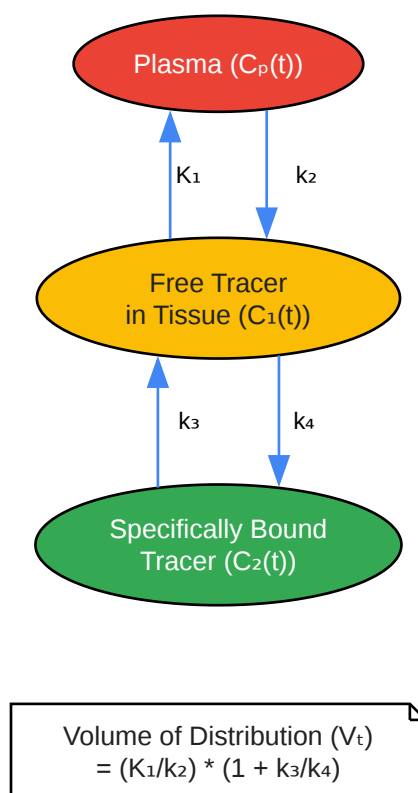 Plasma (Cₚ(t))
K₁
k₂
Free Tracer
in Tissue (C₁(t))
k₃
k₄
Specifically Bound
Tracer (C₂(t))
Volume of Distribution (Vₜ)
= (K₁/k₂) * (1 + k₃/k₄)